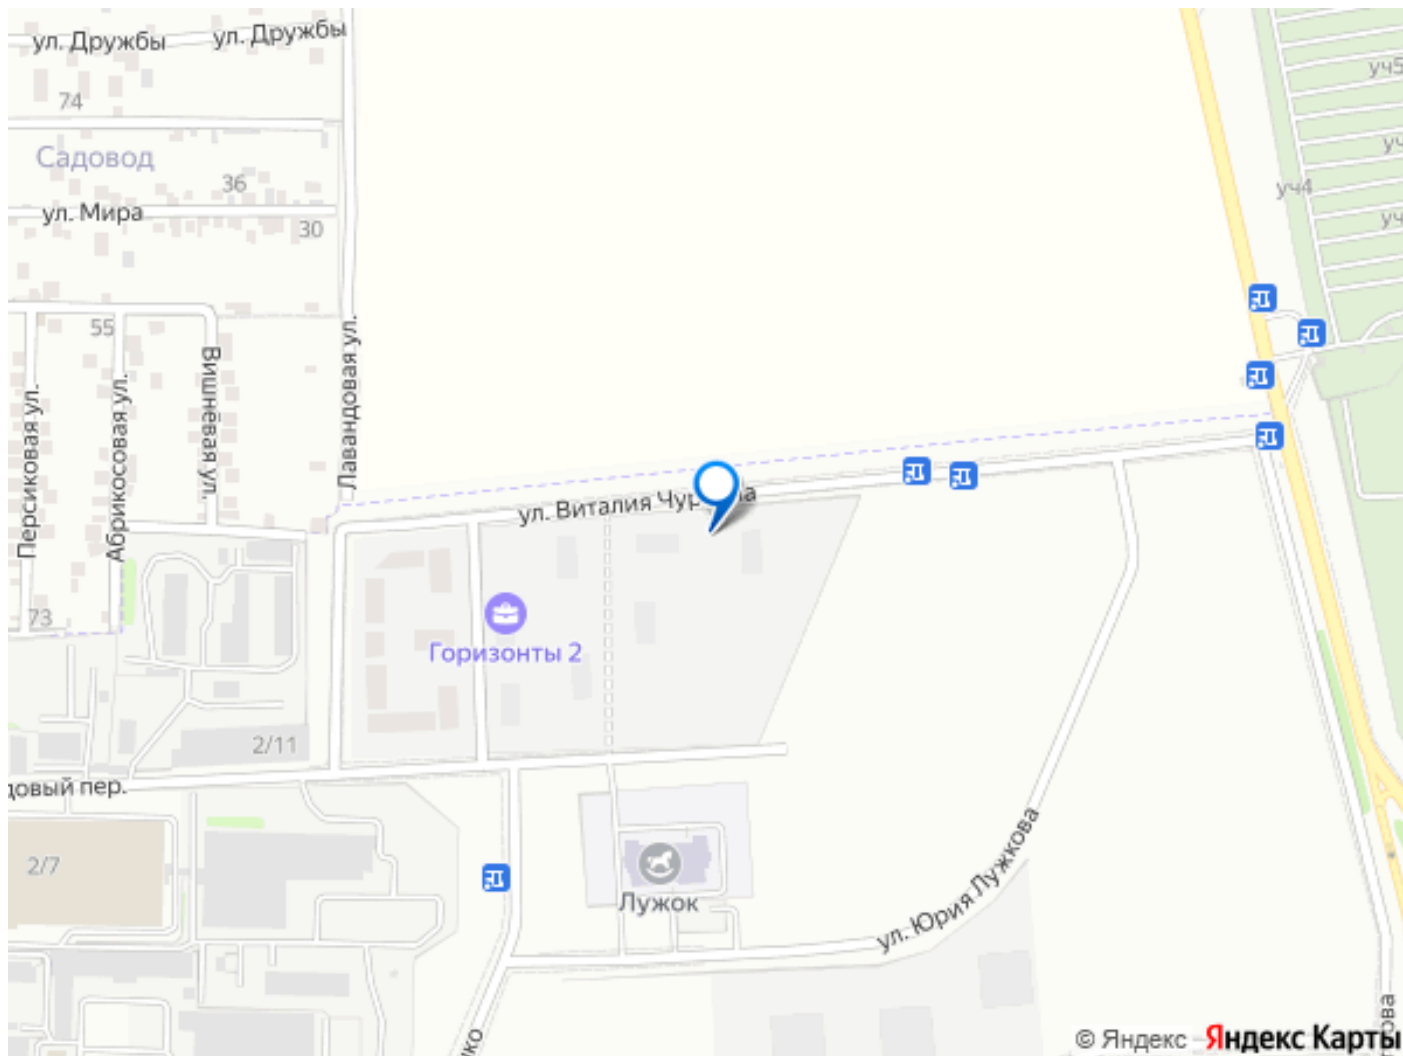 ул. Дружбы
ул. Дружбы
уч5
74
Садовод
36
уч4
ул. Мира
30
55
Персиковая ул.
Абрикосовая ул.
Вишнёвая ул.
Лавандовая ул.
ул. Виталия
73
Горизонты 2
2/11
2/7
Лужок
ул. Юрия Лужкова
© Яндекс
Яндекс Карты